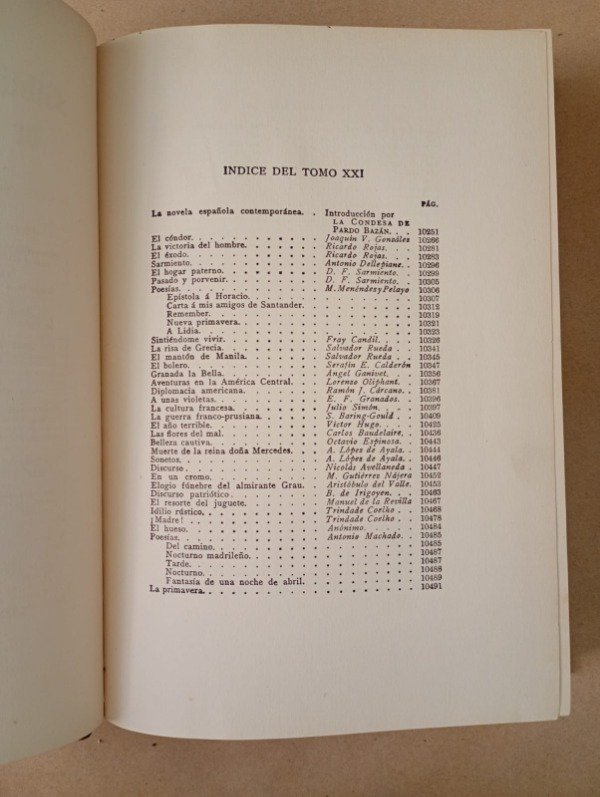 INDICE DEL TOMO XXI
PÁG.
La novela española contemporánea. . Introducción por
LA CONDESA DE
PARDO BAZÁN. . . 10251
El cóndor. . . . . . . . . . Joaquín V. González 10266
La victoria del hombre. . . . . . . Ricardo Rojas. . . 10281
El éxodo. . . . . . . . . . Ricardo Rojas. . . 10283
Sarmiento. . . . . . . . . . Antonio Dellepiane. . 10296
El hogar paterno. . . . . . . . D. F. Sarmiento. . . 10299
Pasado y porvenir. . . . . . . . D. F. Sarmiento. . . 10305
Poesías. . . . . . . . . . M. Menéndez y Pelayo 10306
Epístola á Horacio. . . . . . . . 10307
Carta á mis amigos de Santander. . . . . 10312
Remember. . . . . . . . . 10319
Nueva primavera. . . . . . . . 10321
A Lidia. . . . . . . . . 10323
Sintiéndome vivir. . . . . . . . Fray Candil. . . . 10326
La risa de Grecia. . . . . . . . Salvador Rueda . . 10341
El mantón de Manila. . . . . . . Salvador Rueda . . 10345
El bolero. . . . . . . . . . Serafín E. Calderón 10347
Granada la Bella. . . . . . . . Ángel Ganivet. . . 10356
Aventuras en la América Central. . . . Lorenzo Oliphant. . 10367
Diplomacia americana. . . . . . . Ramón J. Cárcano. . 10381
A unas violetas. . . . . . . . E. F. Granados. . . 10396
La cultura francesa. . . . . . . . Julio Simón. . . . 10397
La guerra franco-prusiana. . . . . . S. Baring-Gould . . 10409
El año terrible. . . . . . . . Víctor Hugo. . . . 10425
Las flores del mal. . . . . . . . Carlos Baudelaire. . 10436
Belleza cautiva. . . . . . . . Octavio Espinosa. . 10443
Muerte de la reina doña Mercedes. . . . A. López de Ayala. . 10444
Sonetos. . . . . . . . . . A. López de Ayala. . 10446
Discurso . . . . . . . . . Nicolás Avellaneda . 10451
En un cromo. . . . . . . . . M. Gutiérrez Nájera 10452
Elogio fúnebre del almirante Grau. . . . Aristóbulo del Valle. 10453
Discurso patriótico . . . . . . . B. de Irigoyen. . . 10463
El resorte del juguete. . . . . . . Manuel de la Revilla 10467
Idilio rústico. . . . . . . . . Trindade Coelho . . 10468
¡Madre! . . . . . . . . . Trindade Coelho . . 10478
El hueso. . . . . . . . . . Anónimo. . . . 10484
Poesías. . . . . . . . . . Antonio Machado. . 10485
Del camino. . . . . . . . . 10485
Nocturno madrileño. . . . . . . 10487
Tarde. . . . . . . . . . 10487
Nocturno. . . . . . . . . 10488
Fantasía de una noche de abril. . . . . 10489
La primavera. . . . . . . . . 10491